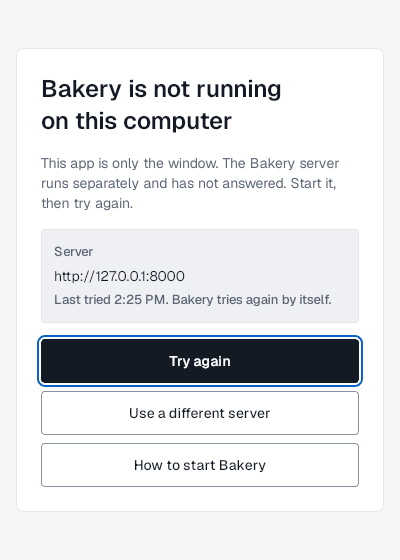 Bakery is not running
on this computer
This app is only the window. The Bakery server
runs separately and has not answered. Start it,
then try again.
Server
http://127.0.0.1:8000
Last tried 2:25 PM. Bakery tries again by itself.
Try again
Use a different server
How to start Bakery